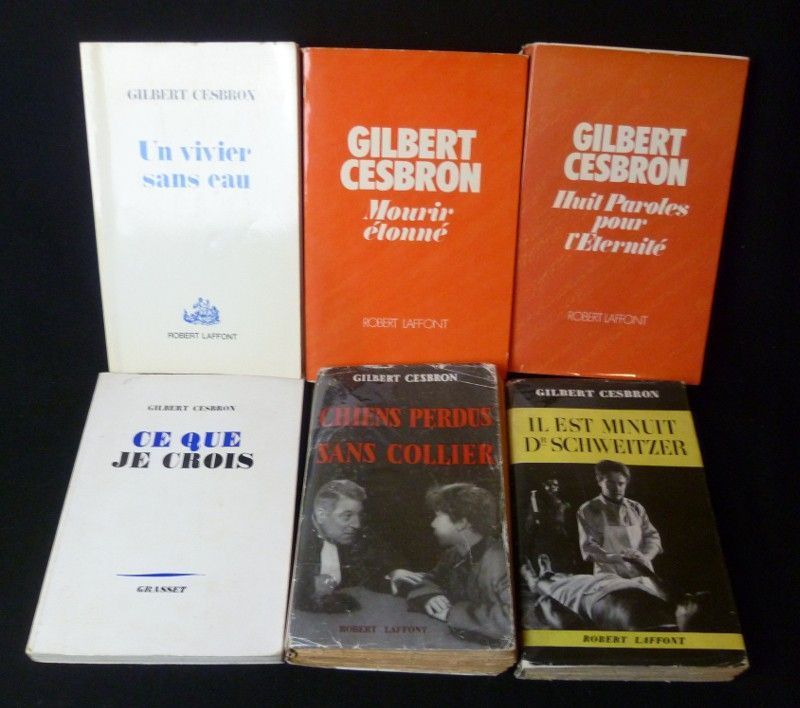 GILBERT CESBRON
Un vivier
sans eau
ROBERT LAFFONT
GILBERT
CESBRON
Mourir
étonné
ROBERT LAFFONT
GILBERT
CESBRON
Huit Paroles
pour
l'Éternité
ROBERT LAFFONT
GILBERT CESBRON
CE QUE
JE CROIS
GRASSET
GILBERT CESBRON
CHIENS PERDUS
SANS COLLIER
ROBERT LAFFONT
GILBERT CESBRON
IL EST MINUIT
DR SCHWEITZER
ROBERT LAFFONT